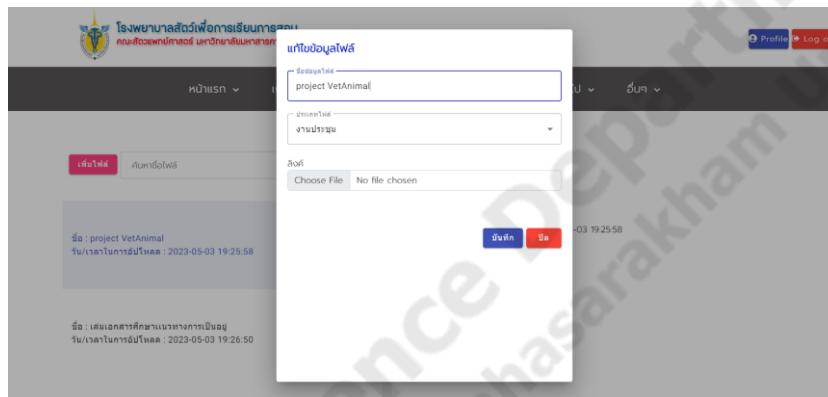 โรงพยาบาลสัตว์เพื่อการเรียนการสอน
คณะสัตวแพทย์ศาสตร์ มหาวิทยาลัยมหาสารคา
Profile Log o
หน้าแรก
ป อื่นๆ
เพิ่มไฟล์ ค้นหาชื่อไฟล์
ชื่อ : project VetAnimal
วัน/เวลาในการอัปโหลด : 2023-05-03 19:25:58
-03 19:25:58
ชื่อ : เล่มเอกสารศึกษาแนวทางการเป็นอยู่
วัน/เวลาในการอัปโหลด : 2023-05-03 19:26:50
แก้ไขข้อมูลไฟล์
ชื่อข้อมูลไฟล์
project VetAnimal
ประเภทไฟล์
งานประชุม
ลิงค์
Choose File No file chosen
บันทึก ปิด